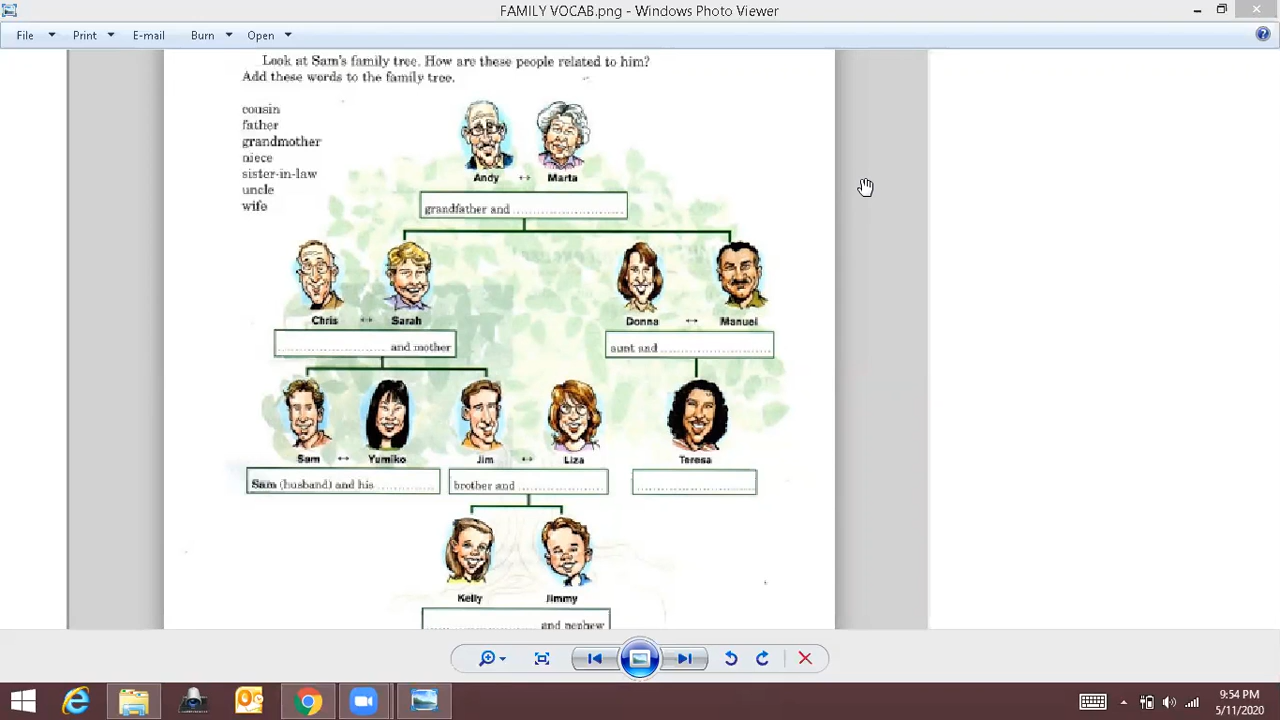 FAMILY VOCAB.png - Windows Photo Viewer
File Print E-mail Burn Open
Look at Sam's family tree. How are these people related to him?
Add these words to the family tree.
cousin
father
grandmother
niece
sister-in-law
uncle
wife
Andy ↔ Marta
grandfather and ............................
Chris ↔ Sarah
Donna ↔ Manuel
............................ and mother
aunt and ............................
Sam ↔ Yumiko
Jim ↔ Liza
Teresa
Sam (husband) and his ..............
brother and .....................
...............................
Kelly
Jimmy
............................ and nephew
9:54 PM
5/11/2020